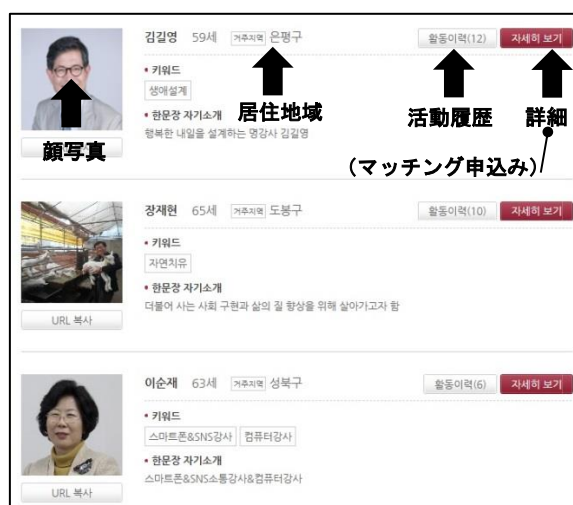 김길영 59세 거주지역 은평구 활동이력(12) 자세히 보기
• 키워드
생애설계
居住地域
活動履歴
詳細
• 한문장 자기소개
행복한 내일을 설계하는 명강사 김길영
顔写真
(マッチング申込み)
장재현 65세 거주지역 도봉구 활동이력(10) 자세히 보기
• 키워드
자연치유
• 한문장 자기소개
더불어 사는 사회 구현과 삶의 질 향상을 위해 살아가고자 함
URL 복사
이순재 63세 거주지역 성북구 활동이력(6) 자세히 보기
• 키워드
스마트폰&SNS강사 컴퓨터강사
• 한문장 자기소개
스마트폰&SNS소통강사&컴퓨터강사
URL 복사